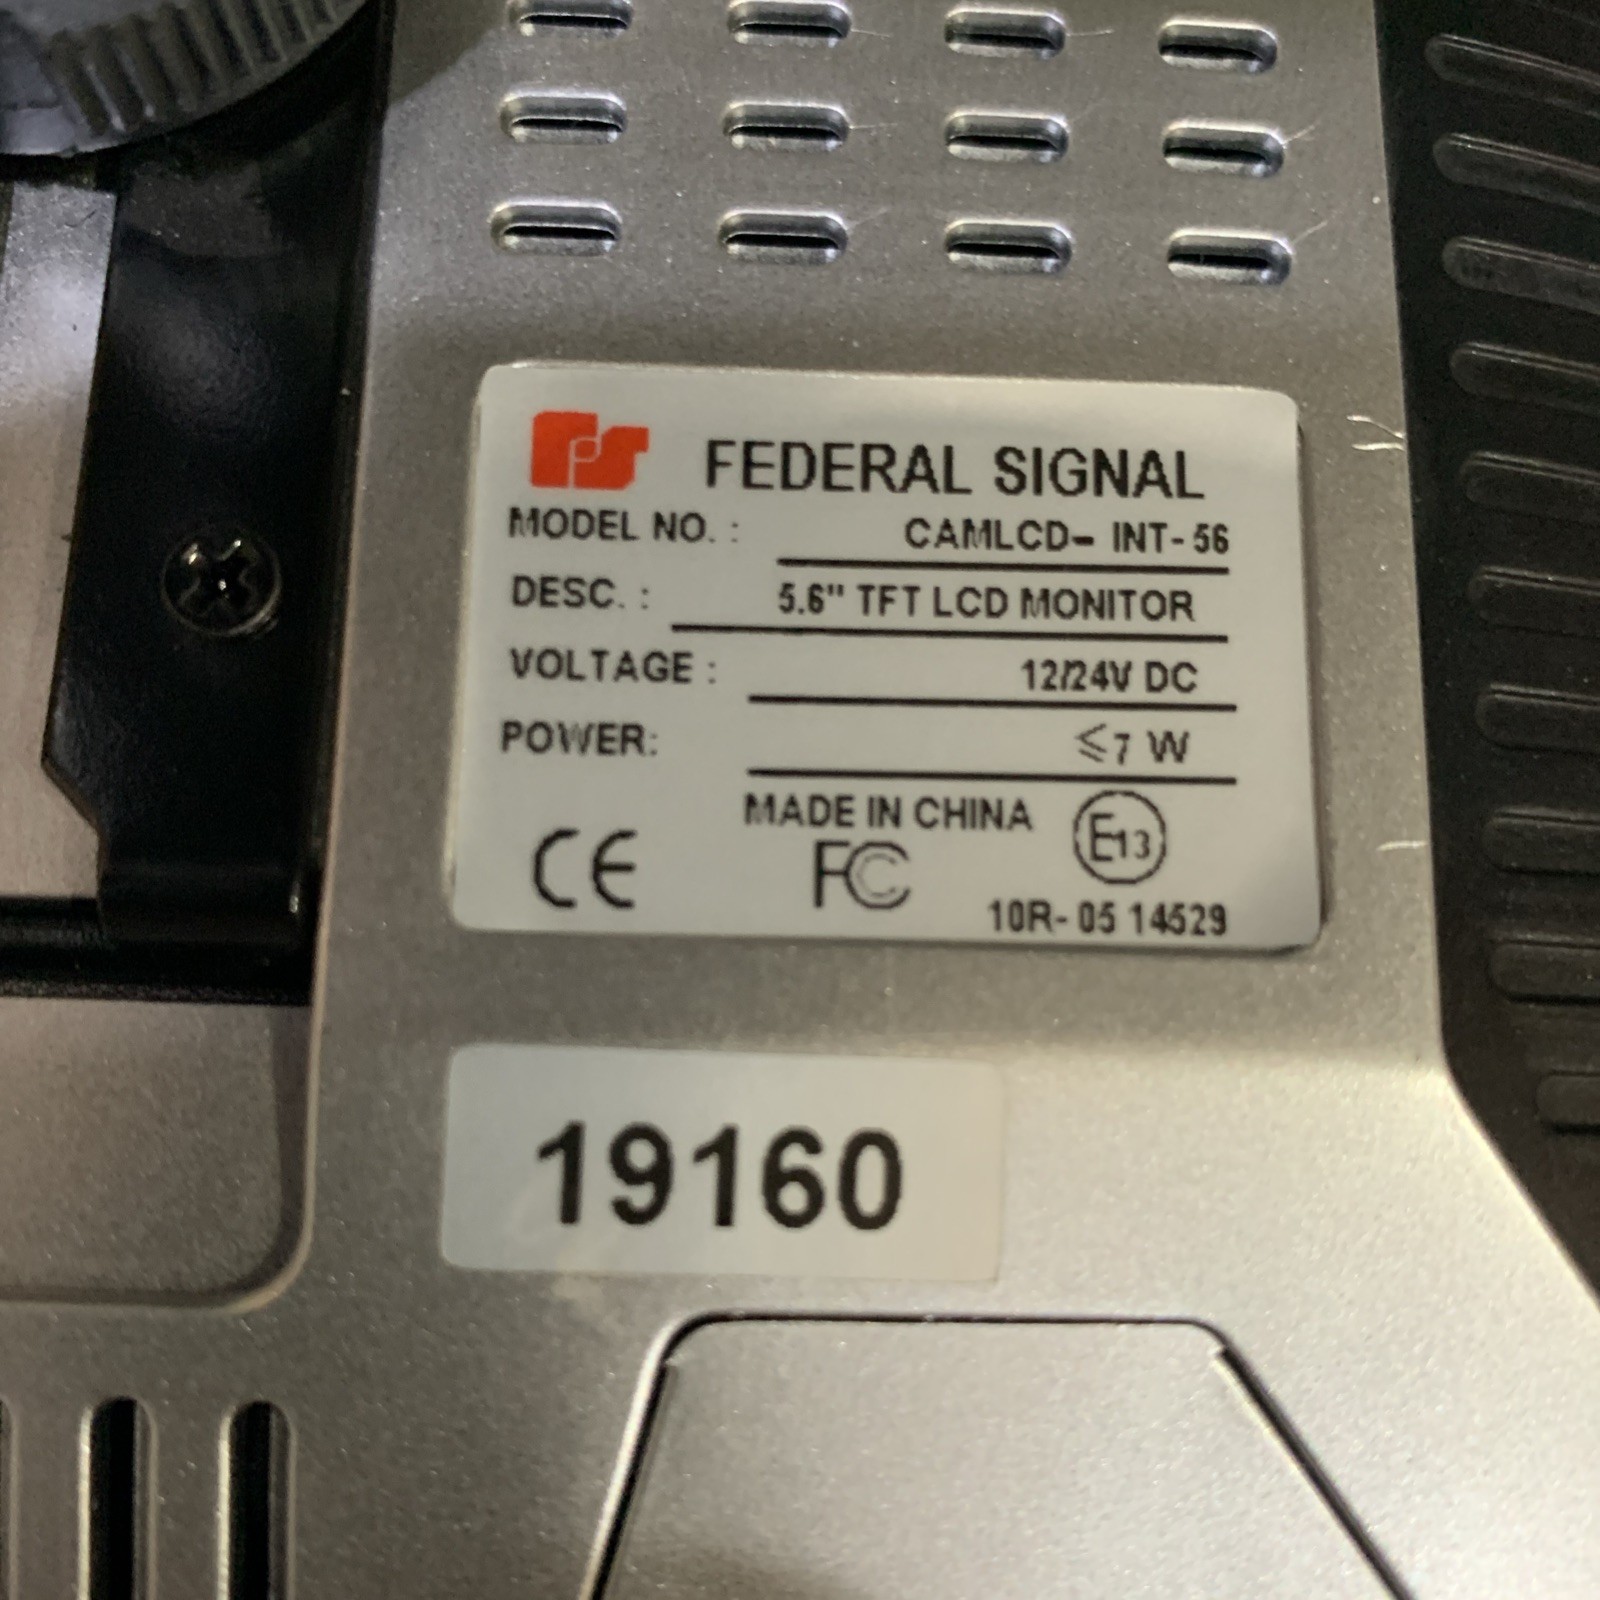 FS FEDERAL SIGNAL
MODEL NO. : CAMLCD- INT-56
DESC. : 5.6" TFT LCD MONITOR
VOLTAGE : 12/24V DC
POWER: ≤7 W
MADE IN CHINA
CE FC E13
10R-05 14529
19160